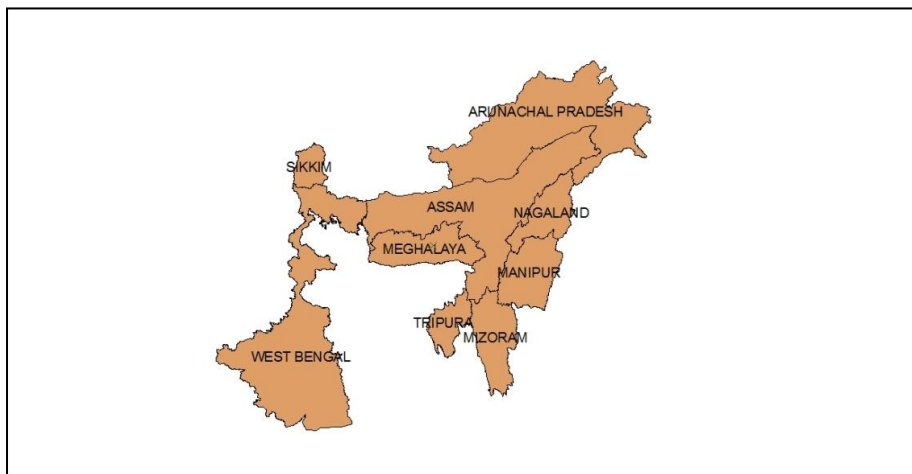 ARUNACHAL PRADESH
SIKKIM
ASSAM
NAGALAND
MEGHALAYA
MANIPUR
TRIPURA
MIZORAM
WEST BENGAL